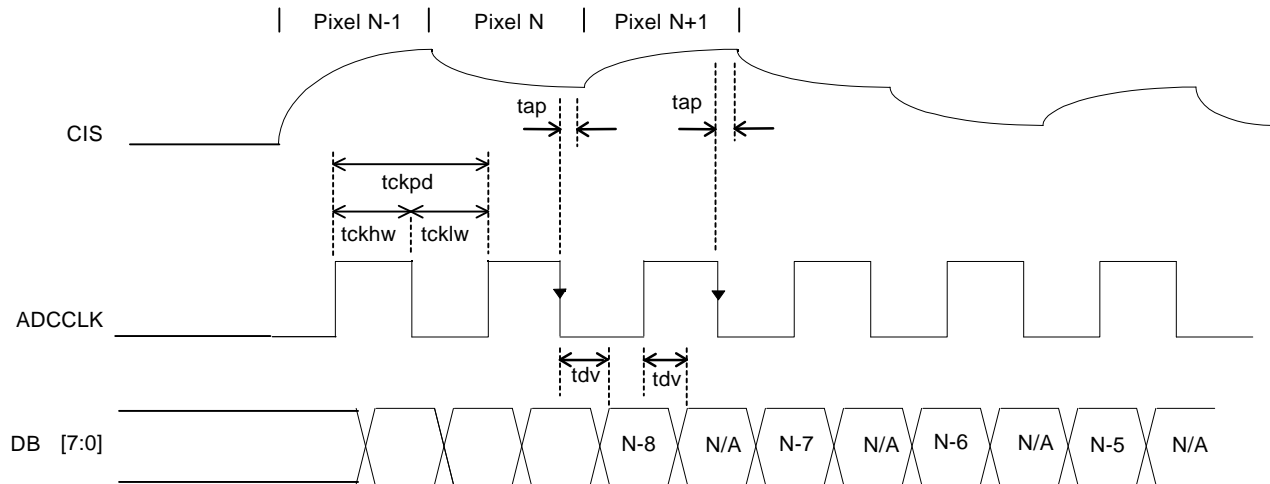 Pixel N-1 Pixel N Pixel N+1
tap tap
CIS
tckpd
tckhw tcklw
ADCCLK
tdv tdv
DB [7:0] N-8 N/A N-7 N/A N-6 N/A N-5 N/A